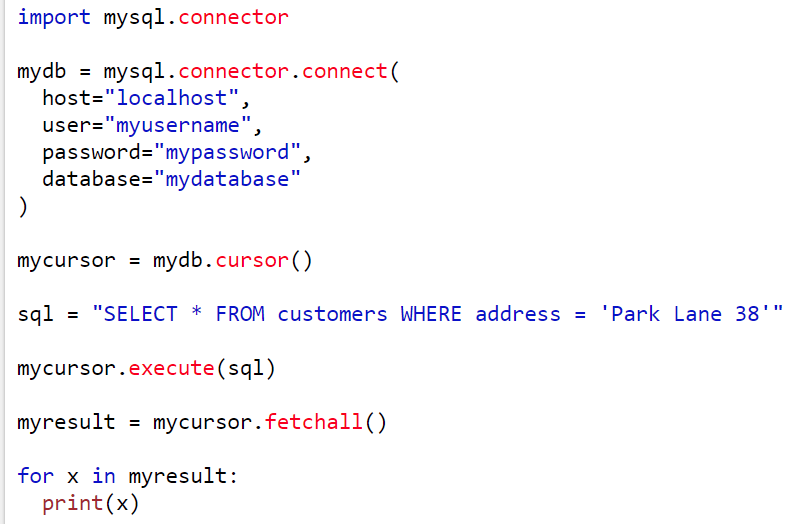 import mysql.connector
mydb = mysql.connector.connect(
  host="localhost",
  user="myusername",
  password="mypassword",
  database="mydatabase"
)
mycursor = mydb.cursor()
sql = "SELECT * FROM customers WHERE address = 'Park Lane 38'"
mycursor.execute(sql)
myresult = mycursor.fetchall()
for x in myresult:
  print(x)